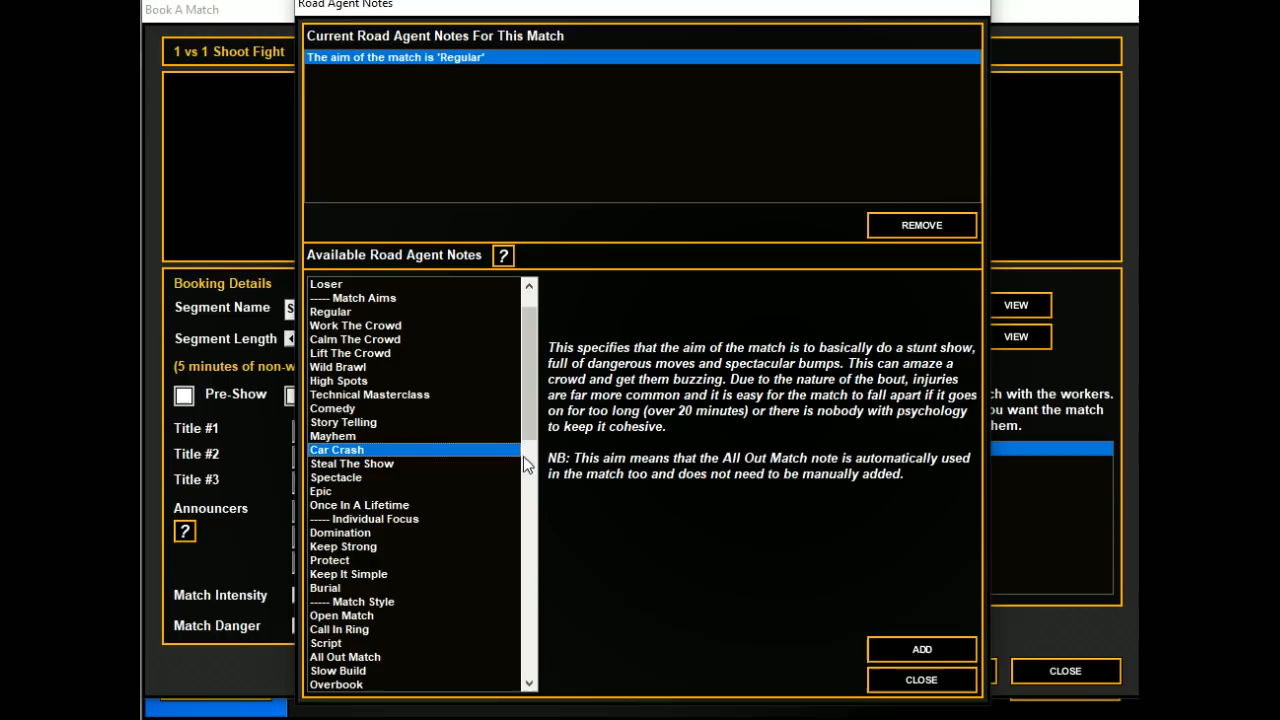 Book A Match
Road Agent Notes
1 vs 1 Shoot Fight
Current Road Agent Notes For This Match
The aim of the match is 'Regular'
REMOVE
Available Road Agent Notes ?
Loser
----- Match Aims
Regular
Work The Crowd
Calm The Crowd
Lift The Crowd
Wild Brawl
High Spots
Technical Masterclass
Comedy
Story Telling
Mayhem
Car Crash
Steal The Show
Spectacle
Epic
Once In A Lifetime
----- Individual Focus
Domination
Keep Strong
Protect
Keep It Simple
Burial
----- Match Style
Open Match
Call In Ring
Script
All Out Match
Slow Build
Overbook
This specifies that the aim of the match is to basically do a stunt show,
full of dangerous moves and spectacular bumps. This can amaze a
crowd and get them buzzing. Due to the nature of the bout, injuries
are far more common and it is easy for the match to fall apart if it goes
on for too long (over 20 minutes) or there is nobody with psychology
to keep it cohesive.
NB: This aim means that the All Out Match note is automatically used
in the match too and does not need to be manually added.
ADD
CLOSE
Booking Details
Segment Name S
Segment Length
(5 minutes of non-w
Pre-Show
Title #1
Title #2
Title #3
Announcers
?
Match Intensity
Match Danger
VIEW
VIEW
ch with the workers.
ou want the match
hem.
CLOSE